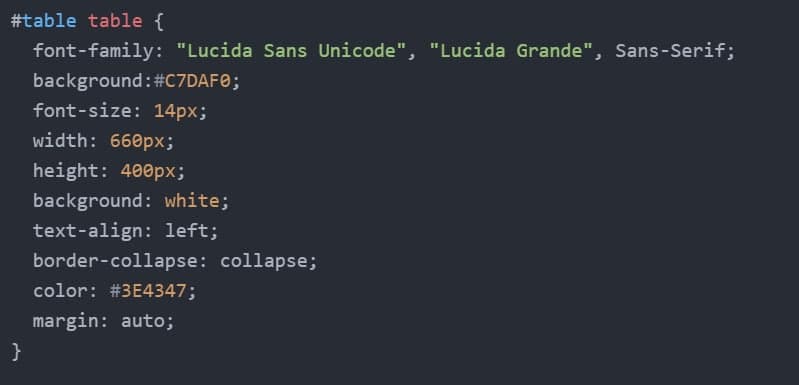 #table table {
font-family: "Lucida Sans Unicode", "Lucida Grande", Sans-Serif;
background:#C7DAF0;
font-size: 14px;
width: 660px;
height: 400px;
background: white;
text-align: left;
border-collapse: collapse;
color: #3E4347;
margin: auto;
}